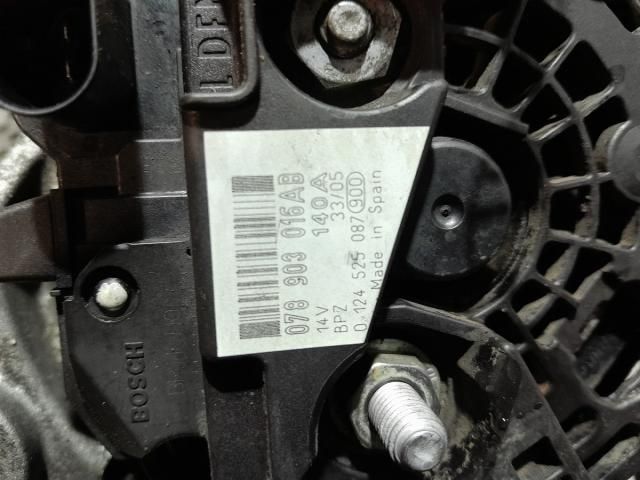 078 903 016AB
14V 140A
BPZ 33/05
0 124 525 087 900
Made in Spain
BOSCH